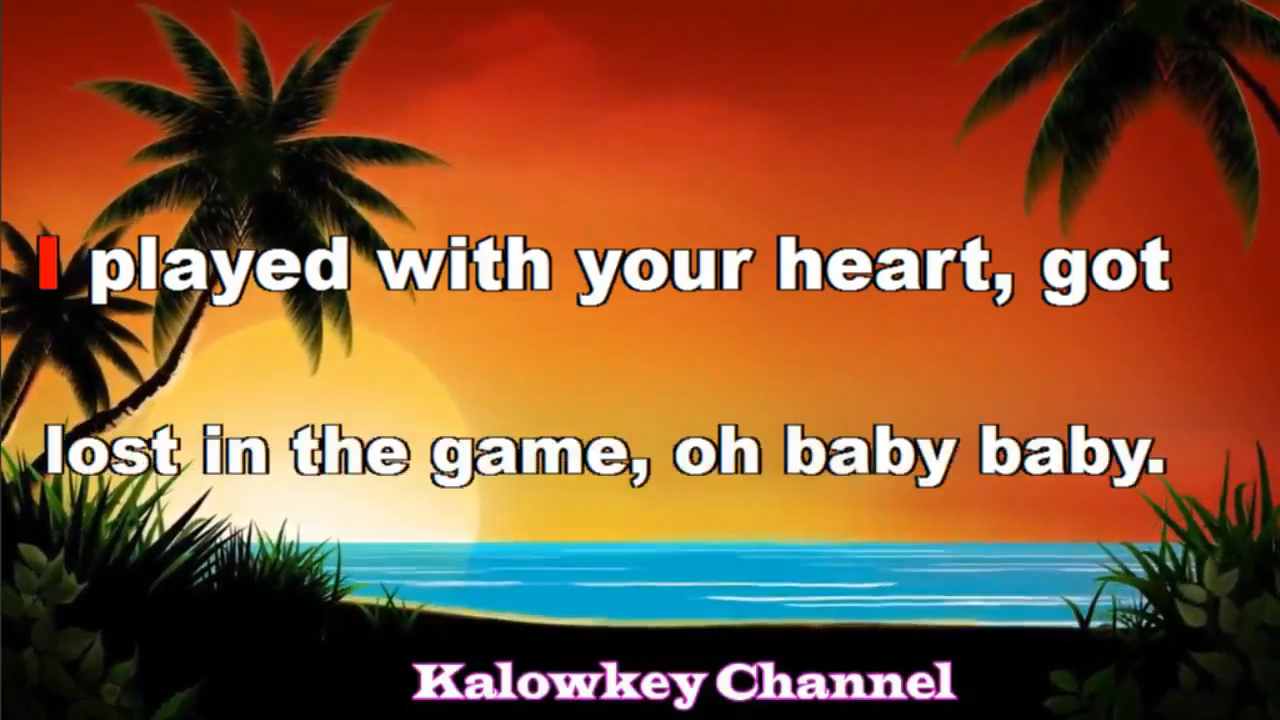 I played with your heart, got
lost in the game, oh baby baby.
Kalowkey Channel